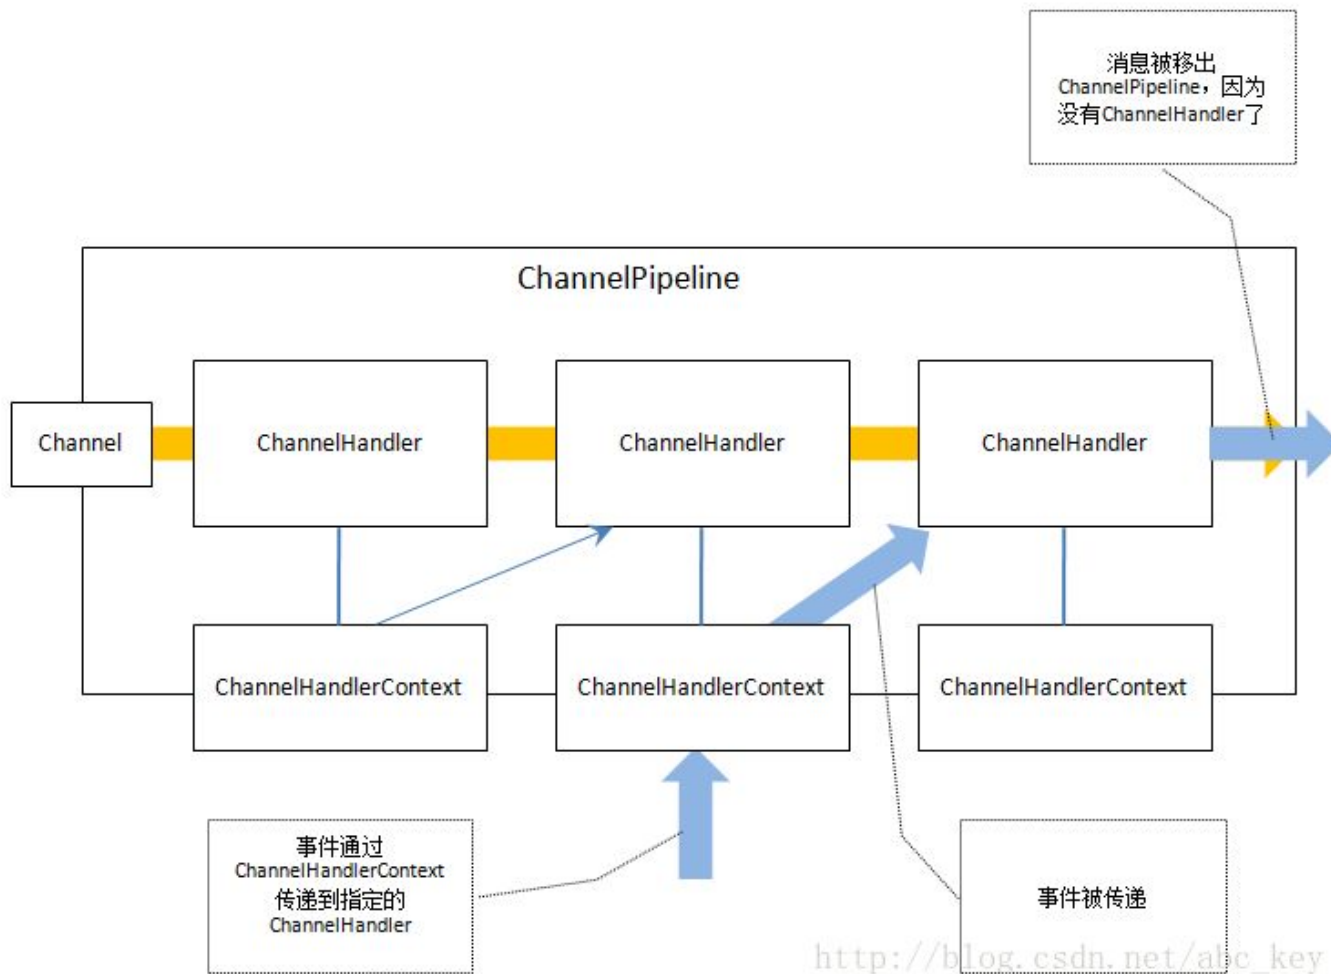 消息被移出
ChannelPipeline，因为
没有ChannelHandler了
ChannelPipeline
Channel
ChannelHandler
ChannelHandler
ChannelHandler
ChannelHandlerContext
ChannelHandlerContext
ChannelHandlerContext
事件通过
ChannelHandlerContext
传递到指定的
ChannelHandler
事件被传递
http://blog.csdn.net/abc_key